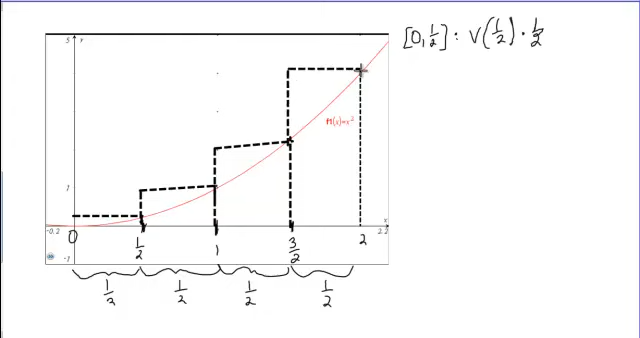 [0, 1/2] : v(1/2) · 1/2
5 y
f1(x)=x²
1
-0.2 x 2.2
0 1/2 1 3/2 2
-1
1/2 1/2 1/2 1/2